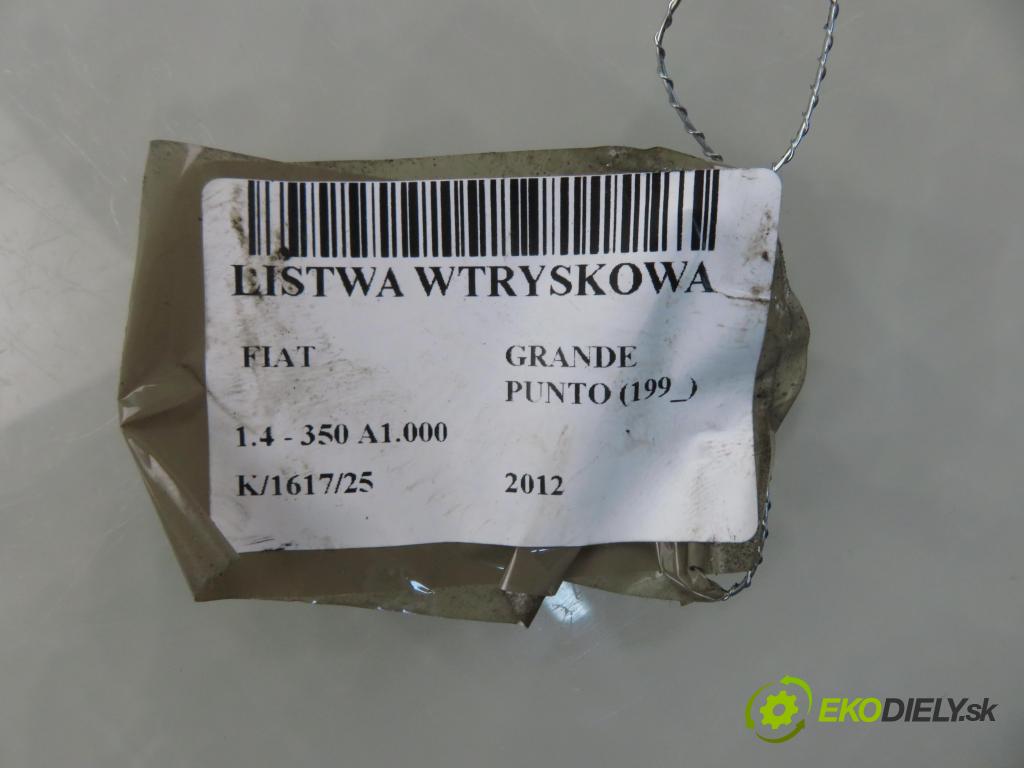 LISTWA WTRYSKOWA
FIAT
GRANDE
PUNTO (199_)
1.4 - 350 A1.000
K/1617/25
2012
EKODIELY.sk